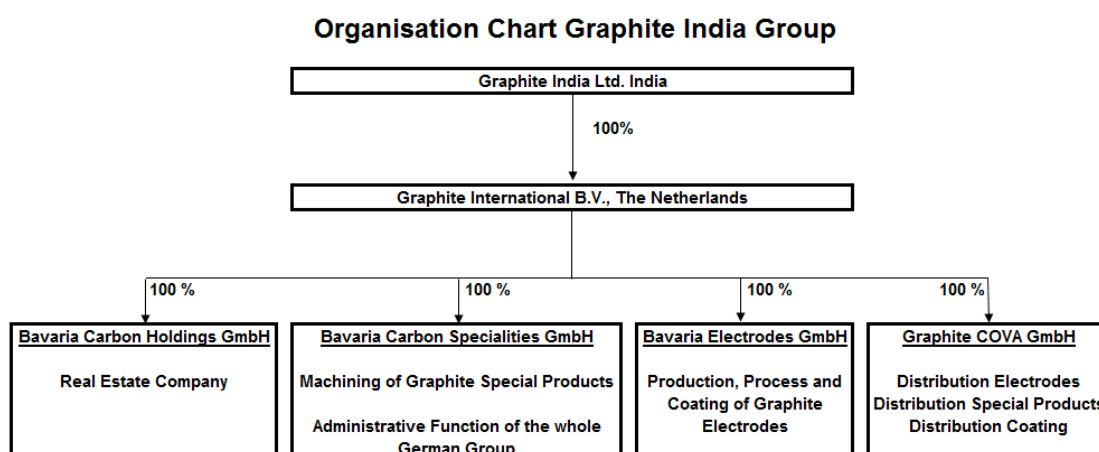 Organisation Chart Graphite India Group
Graphite India Ltd. India
100%
Graphite International B.V., The Netherlands
100 %
100 %
100 %
100 %
Bavaria Carbon Holdings GmbH
Real Estate Company
Bavaria Carbon Specialities GmbH
Machining of Graphite Special Products
Administrative Function of the whole
German Group
Bavaria Electrodes GmbH
Production, Process and
Coating of Graphite
Electrodes
Graphite COVA GmbH
Distribution Electrodes
Distribution Special Products
Distribution Coating